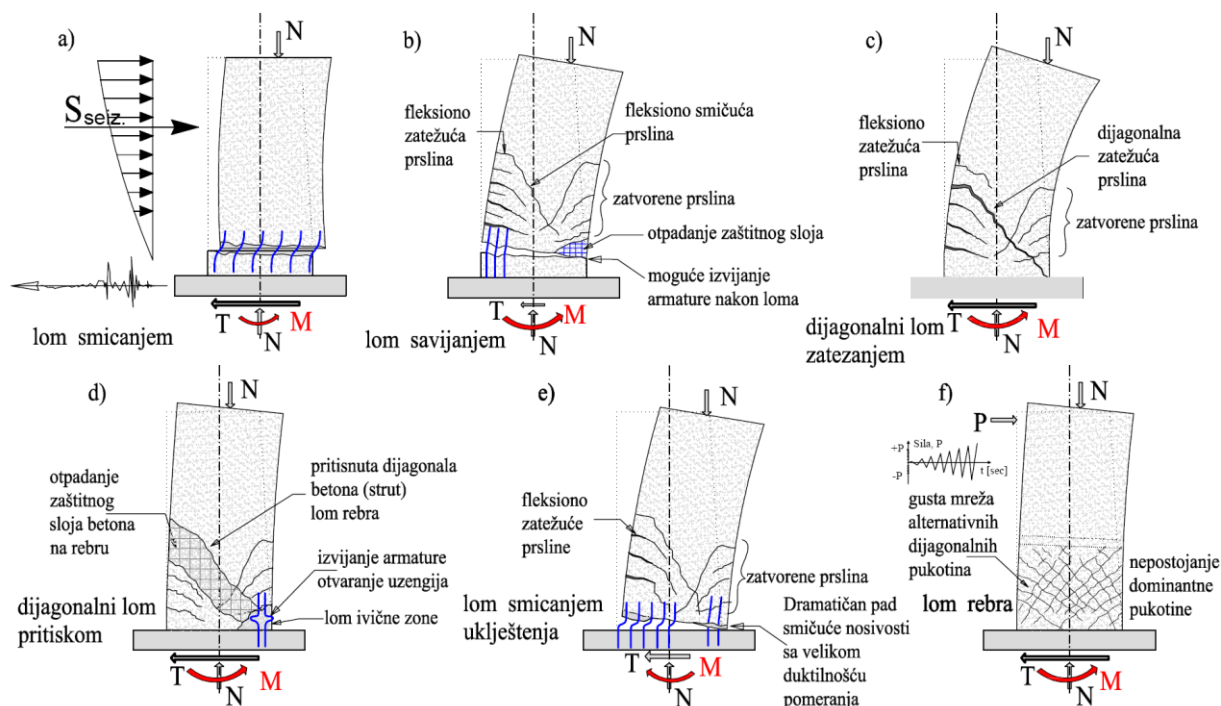 a)
S seiz.
N
T
M
N
lom smicanjem
b)
N
fleksiono
zatežuća
prslina
fleksiono smičuća
prslina
zatvorene prslina
otpadanje zaštitnog sloja
moguće izvijanje
armature nakon loma
T
M
N
lom savijanjem
c)
N
fleksiono
zatežuća
prslina
dijagonalna
zatežuća
prslina
zatvorene prslina
T
M
N
dijagonalni lom
zatezanjem
d)
N
otpadanje
zaštitnog
sloja betona
na rebru
pritisnuta dijagonala
betona (strut)
lom rebra
izvijanje armature
otvaranje uzengija
lom ivične zone
dijagonalni lom
pritiskom
T
M
N
e)
N
fleksiono
zatežuće
prsline
zatvorene prslina
lom smicanjem
uklještenja
Dramatičan pad
smičuće nosivosti
sa velikom
duktilnošću
pomeranja
T
M
N
f)
N
P
+P
Sila, P
-P
t [sec]
gusta mreža
alternativnih
dijagonalnih
pukotina
lom rebra
nepostojanje
dominantne
pukotine
T
M
N